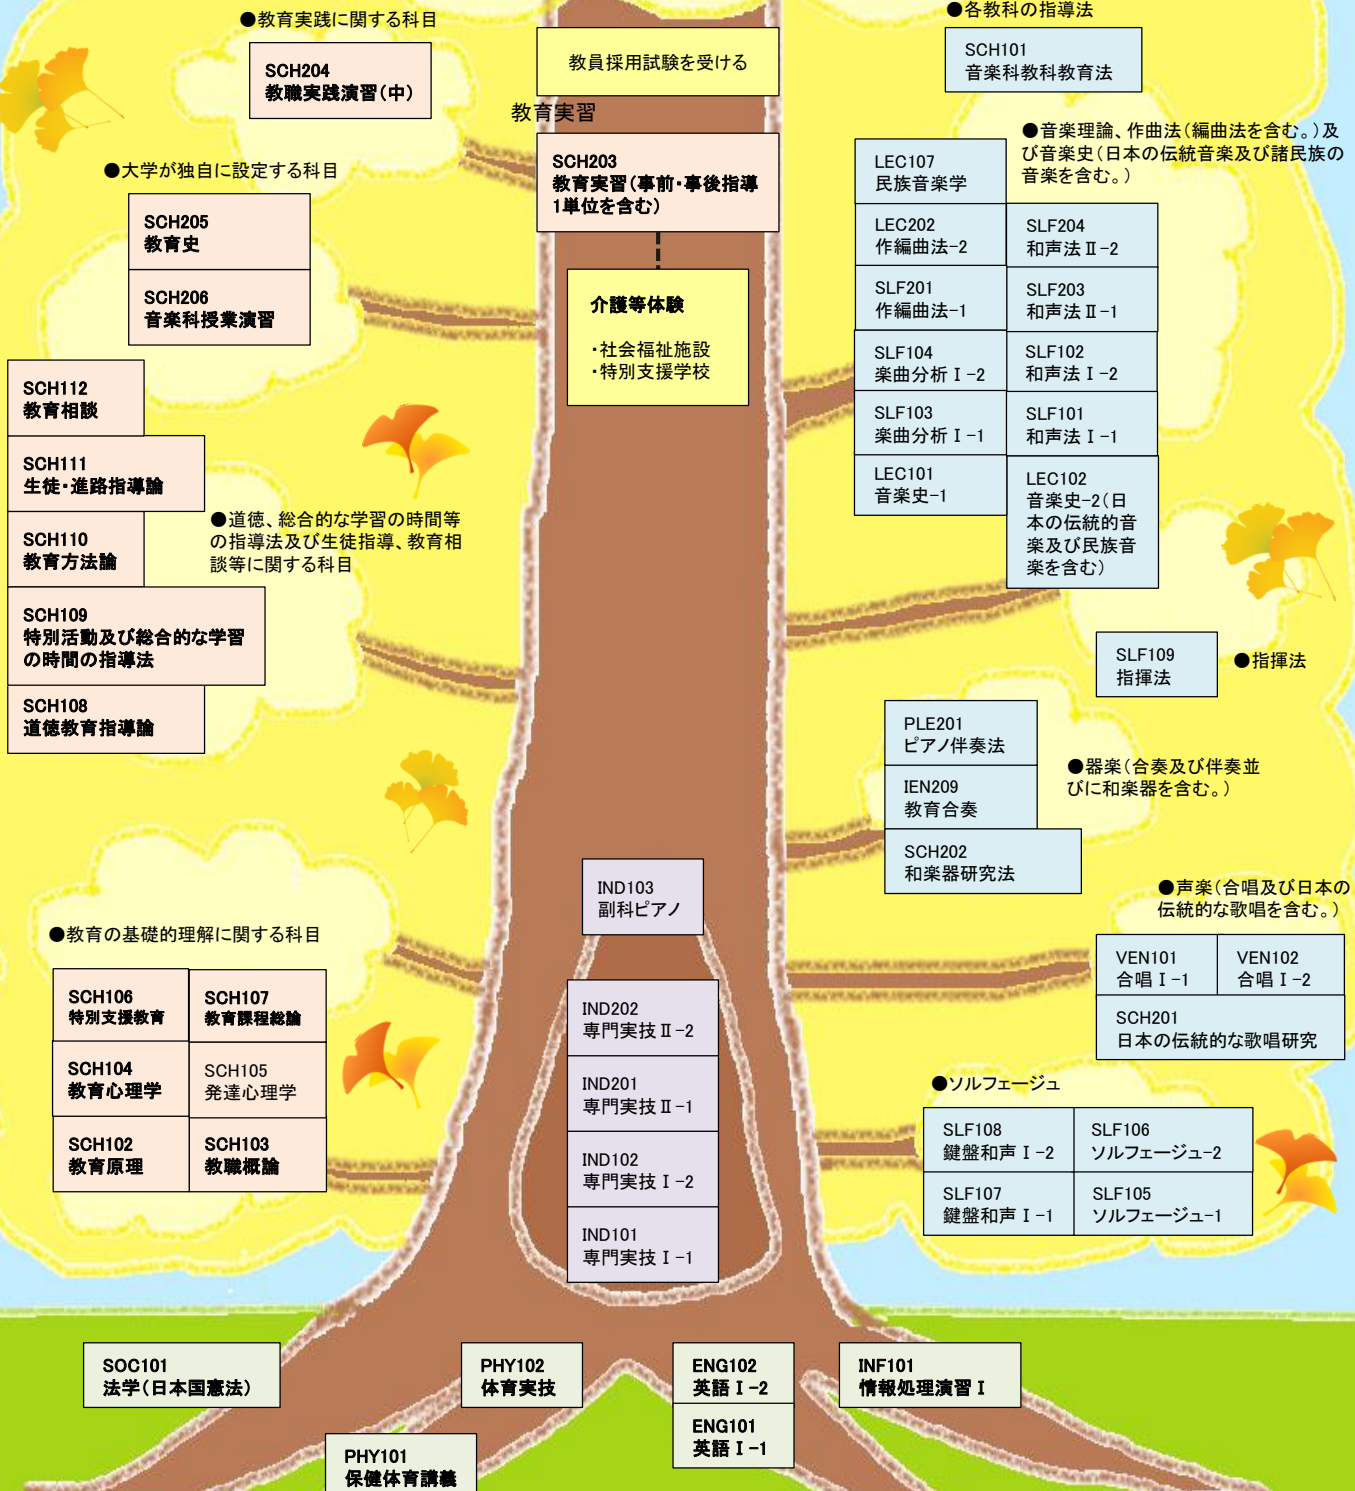 ●教育実践に関する科目
SCH204
教職実践演習(中)
教員採用試験を受ける
教育実習
SCH203
教育実習(事前・事後指導
1単位を含む)
介護等体験
・社会福祉施設
・特別支援学校
●大学が独自に設定する科目
SCH205
教育史
SCH206
音楽科授業演習
SCH112
教育相談
SCH111
生徒・進路指導論
SCH110
教育方法論
SCH109
特別活動及び総合的な学習
の時間の指導法
SCH108
道徳教育指導論
●道徳、総合的な学習の時間等
の指導法及び生徒指導、教育相
談等に関する科目
●教育の基礎的理解に関する科目
SCH106
特別支援教育
SCH107
教育課程総論
SCH104
教育心理学
SCH105
発達心理学
SCH102
教育原理
SCH103
教職概論
●各教科の指導法
SCH101
音楽科教科教育法
●音楽理論、作曲法(編曲法を含む。)及
び音楽史(日本の伝統音楽及び諸民族の
音楽を含む。)
LEC107
民族音楽学
LEC202
作編曲法-2
SLF204
和声法Ⅱ-2
SLF201
作編曲法-1
SLF203
和声法Ⅱ-1
SLF104
楽曲分析Ⅰ-2
SLF102
和声法Ⅰ-2
SLF103
楽曲分析Ⅰ-1
SLF101
和声法Ⅰ-1
LEC101
音楽史-1
LEC102
音楽史-2(日
本の伝統的音
楽及び民族音
楽を含む)
SLF109
指揮法
●指揮法
PLE201
ピアノ伴奏法
IEN209
教育合奏
SCH202
和楽器研究法
●器楽(合奏及び伴奏並
びに和楽器を含む。)
●声楽(合唱及び日本の
伝統的な歌唱を含む。)
VEN101
合唱Ⅰ-1
VEN102
合唱Ⅰ-2
SCH201
日本の伝統的な歌唱研究
●ソルフェージュ
SLF108
鍵盤和声Ⅰ-2
SLF106
ソルフェージュ-2
SLF107
鍵盤和声Ⅰ-1
SLF105
ソルフェージュ-1
IND103
副科ピアノ
IND202
専門実技Ⅱ-2
IND201
専門実技Ⅱ-1
IND102
専門実技Ⅰ-2
IND101
専門実技Ⅰ-1
SOC101
法学(日本国憲法)
PHY102
体育実技
PHY101
保健体育講義
ENG102
英語Ⅰ-2
ENG101
英語Ⅰ-1
INF101
情報処理演習Ⅰ